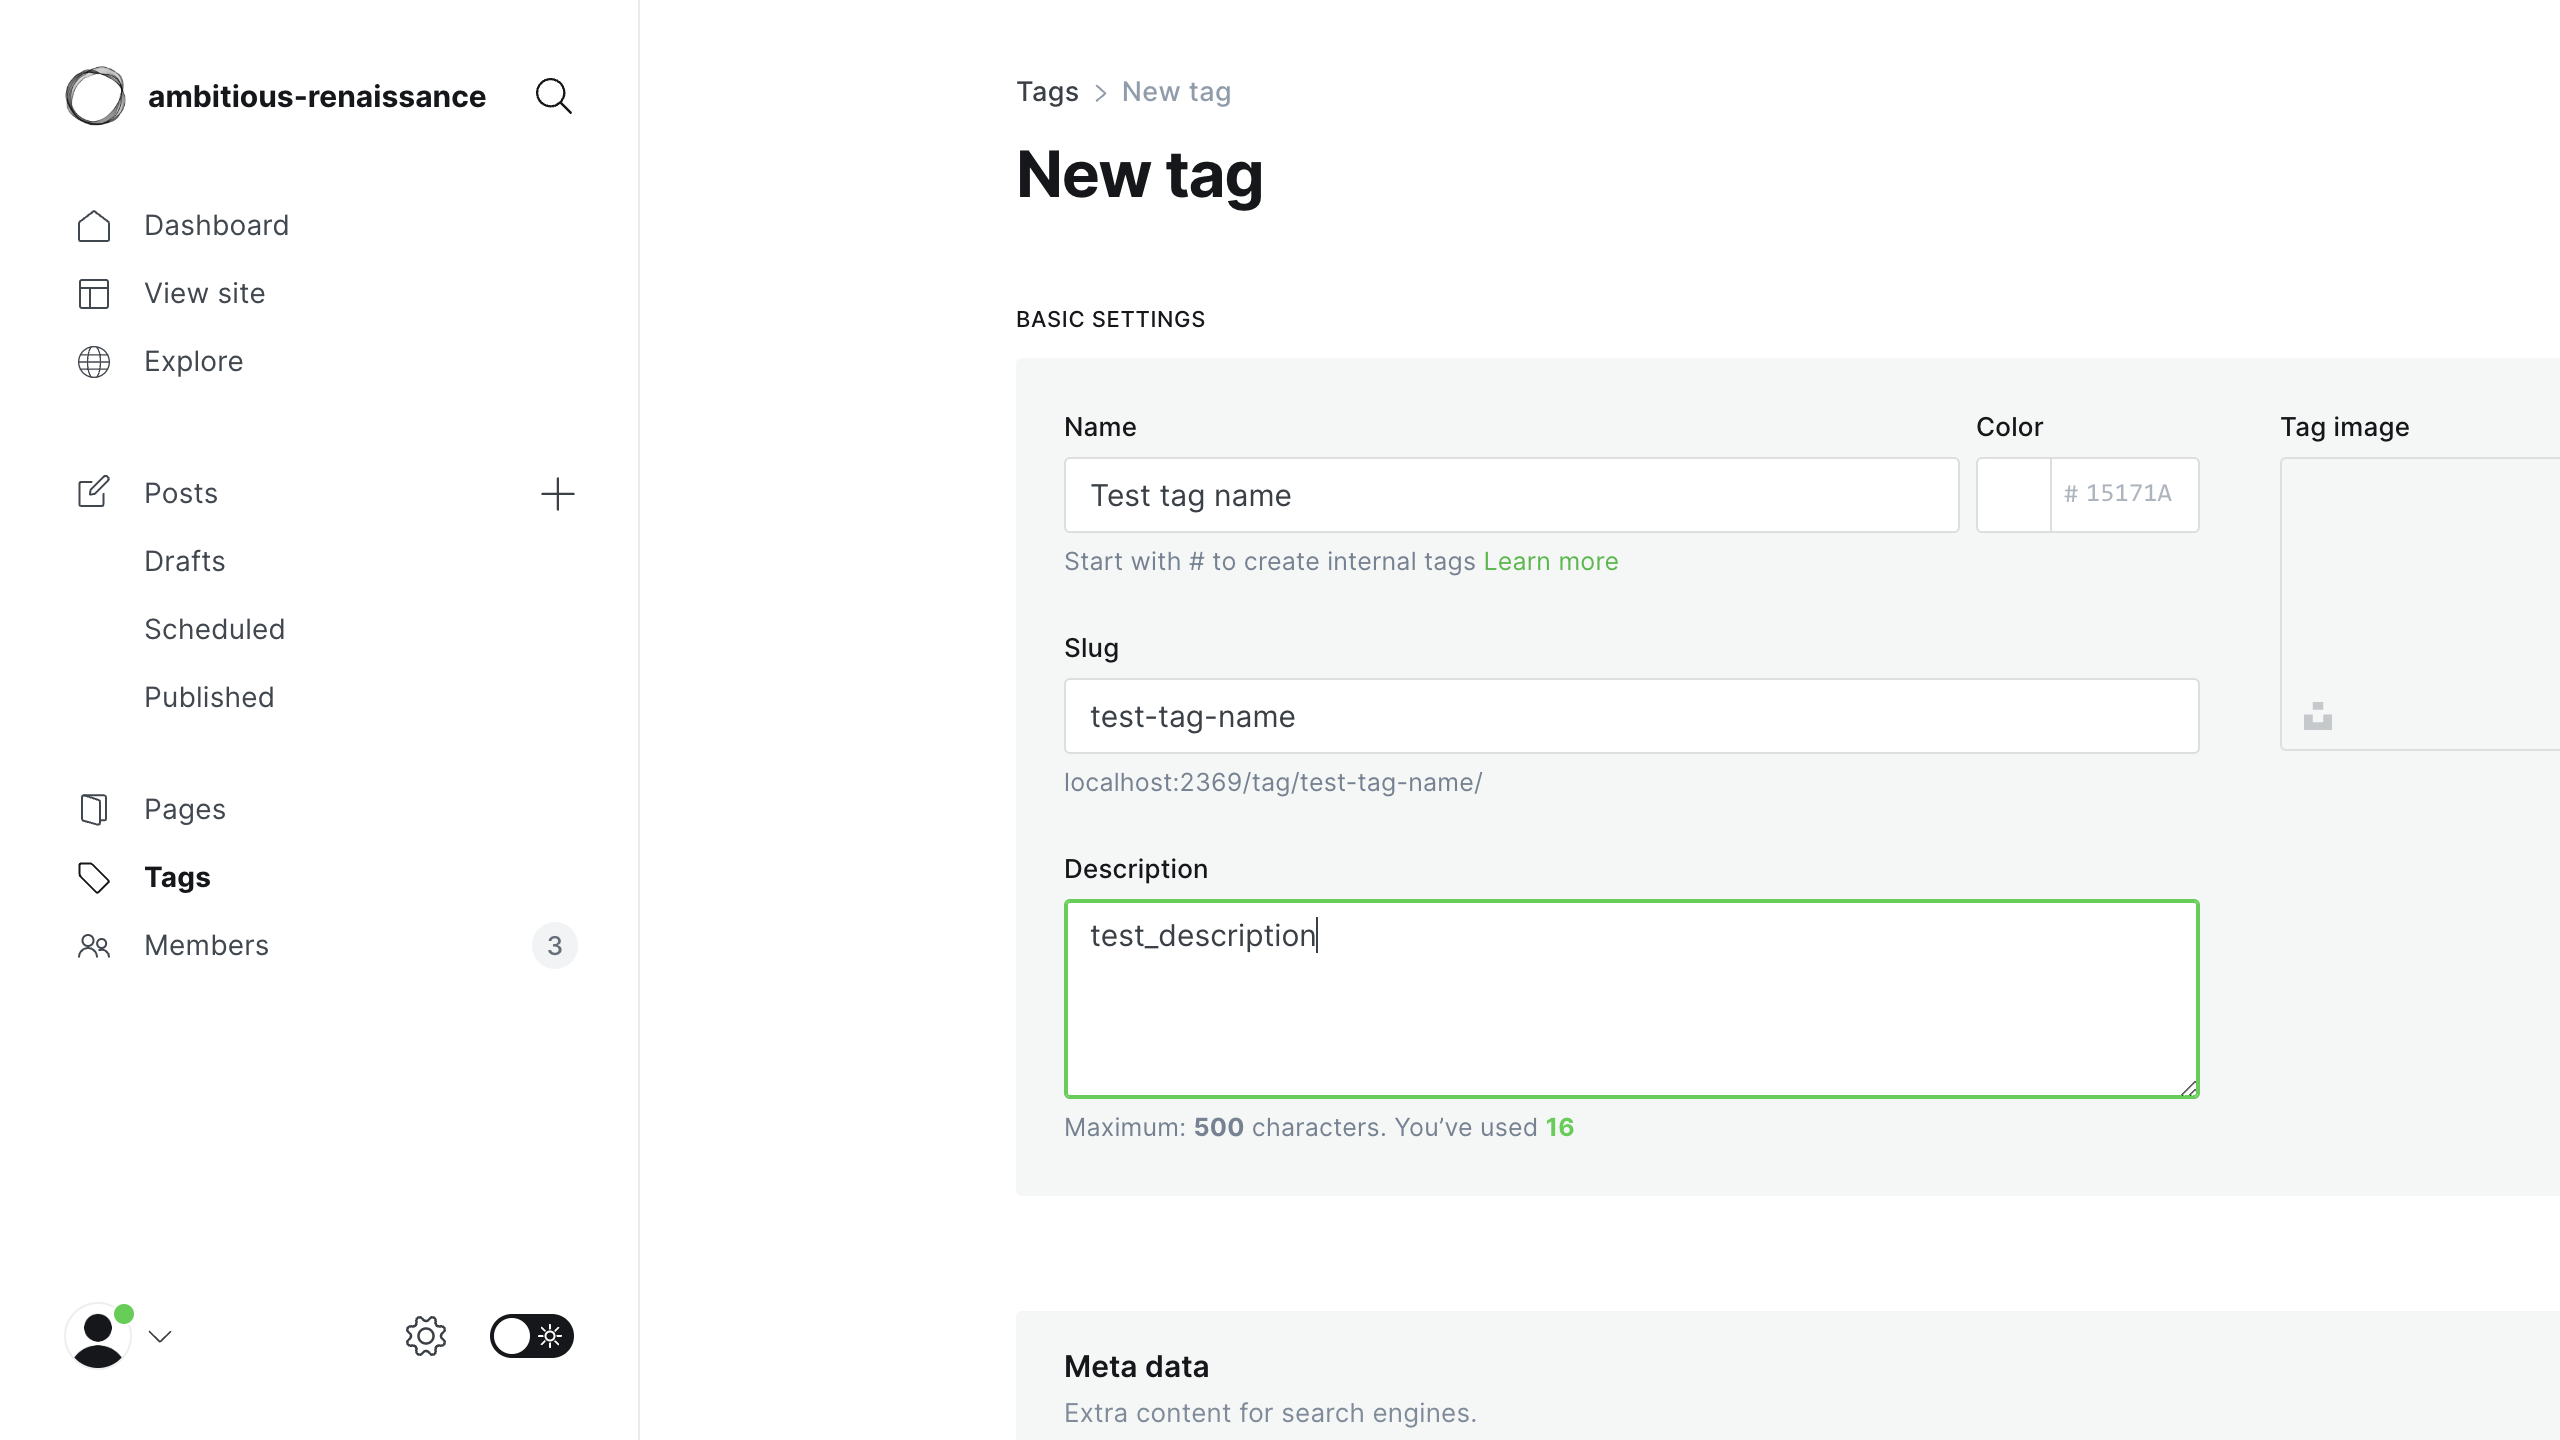 ambitious-renaissance
Dashboard
View site
Explore
Posts
Drafts
Scheduled
Published
Pages
Tags
Members 3
Tags > New tag
New tag
BASIC SETTINGS
Name
Test tag name
Start with # to create internal tags Learn more
Color
# 15171A
Tag image
Slug
test-tag-name
localhost:2369/tag/test-tag-name/
Description
test_description
Maximum: 500 characters. You’ve used 16
Meta data
Extra content for search engines.